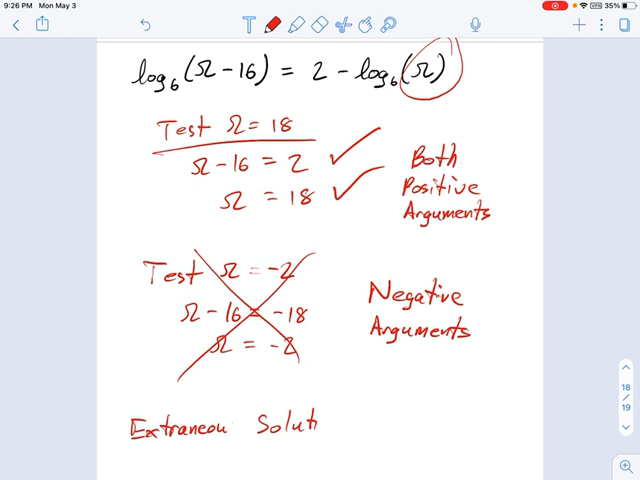 9:26 PM Mon May 3
35%
T
log₆(Ω − 16) = 2 − log₆(Ω)
Test Ω = 18
Ω − 16 = 2 ✓
Ω = 18 ✓
Both
Positive
Arguments
Test Ω = −2
Ω − 16 = −18
Ω = −2
Negative
Arguments
Extraneou Soluti
18
/
19